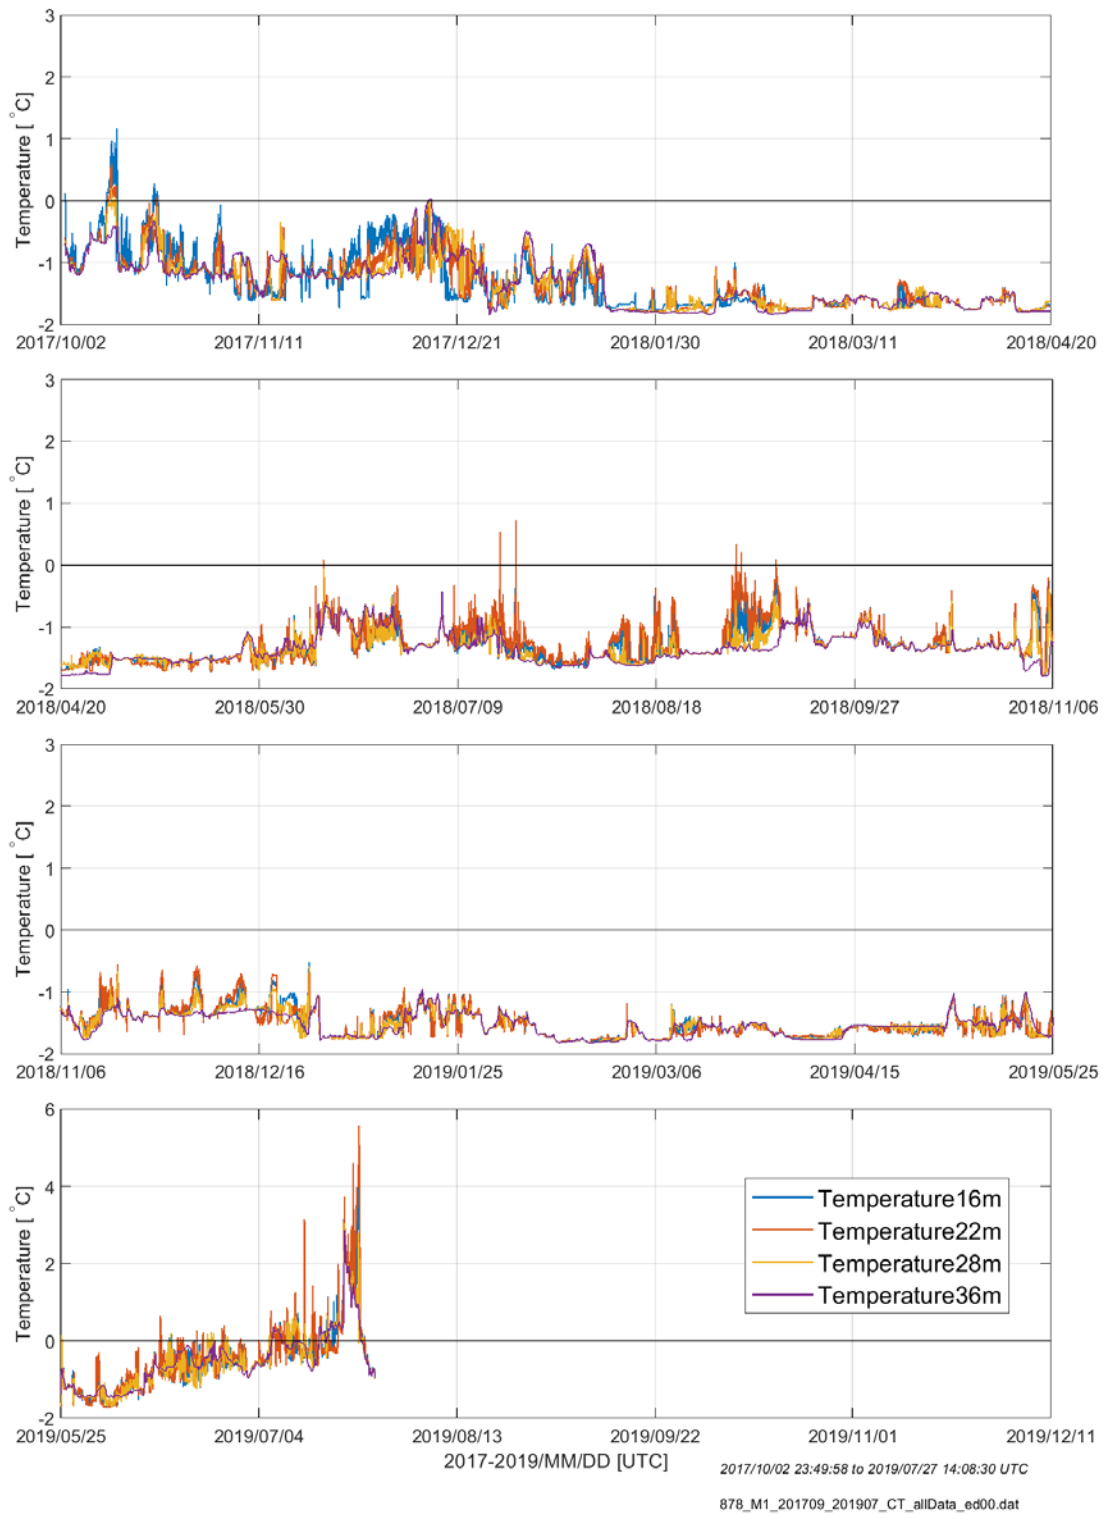 3
2
1
0
-1
-2
Temperature [ °C]
2017/10/02 2017/11/11 2017/12/21 2018/01/30 2018/03/11 2018/04/20
3
2
1
0
-1
-2
Temperature [ °C]
2018/04/20 2018/05/30 2018/07/09 2018/08/18 2018/09/27 2018/11/06
3
2
1
0
-1
-2
Temperature [ °C]
2018/11/06 2018/12/16 2019/01/25 2019/03/06 2019/04/15 2019/05/25
6
4
2
0
-2
Temperature [ °C]
Temperature16m
Temperature22m
Temperature28m
Temperature36m
2019/05/25 2019/07/04 2019/08/13 2019/09/22 2019/11/01 2019/12/11
2017-2019/MM/DD [UTC]
2017/10/02 23:49:58 to 2019/07/27 14:08:30 UTC
878_M1_201709_201907_CT_allData_ed00.dat